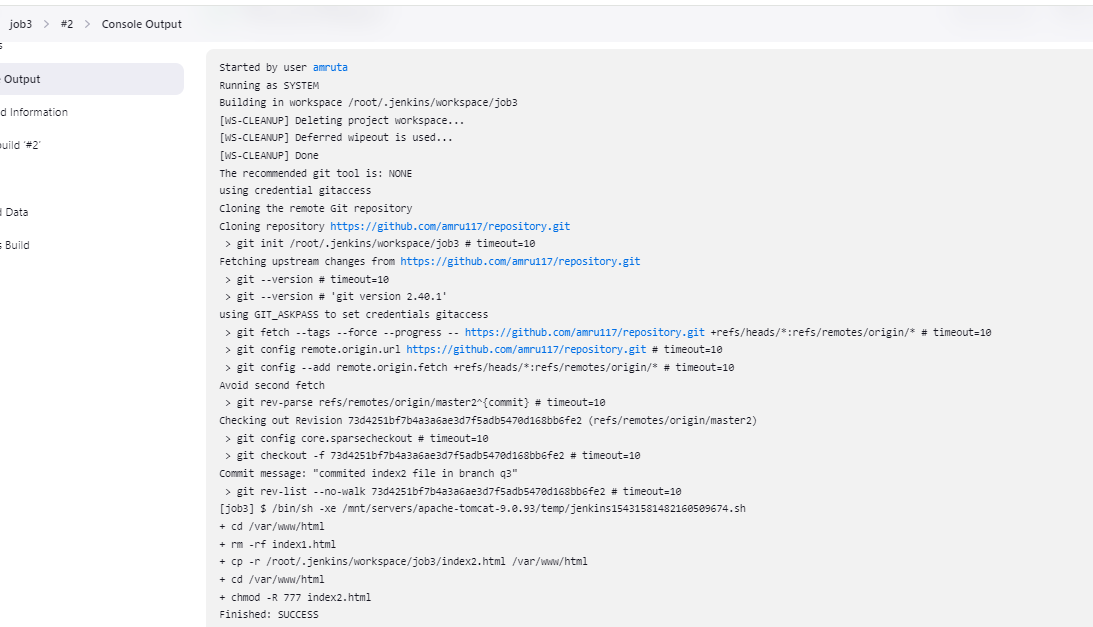 job3 > #2 > Console Output
s
Output
d Information
uild '#2'
d Data
s Build
Started by user amruta
Running as SYSTEM
Building in workspace /root/.jenkins/workspace/job3
[WS-CLEANUP] Deleting project workspace...
[WS-CLEANUP] Deferred wipeout is used...
[WS-CLEANUP] Done
The recommended git tool is: NONE
using credential gitaccess
Cloning the remote Git repository
Cloning repository https://github.com/amru117/repository.git
 > git init /root/.jenkins/workspace/job3 # timeout=10
Fetching upstream changes from https://github.com/amru117/repository.git
 > git --version # timeout=10
 > git --version # 'git version 2.40.1'
using GIT_ASKPASS to set credentials gitaccess
 > git fetch --tags --force --progress -- https://github.com/amru117/repository.git +refs/heads/*:refs/remotes/origin/* # timeout=10
 > git config remote.origin.url https://github.com/amru117/repository.git # timeout=10
 > git config --add remote.origin.fetch +refs/heads/*:refs/remotes/origin/* # timeout=10
Avoid second fetch
 > git rev-parse refs/remotes/origin/master2^{commit} # timeout=10
Checking out Revision 73d4251bf7b4a3a6ae3d7f5adb5470d168bb6fe2 (refs/remotes/origin/master2)
 > git config core.sparsecheckout # timeout=10
 > git checkout -f 73d4251bf7b4a3a6ae3d7f5adb5470d168bb6fe2 # timeout=10
Commit message: "commited index2 file in branch q3"
 > git rev-list --no-walk 73d4251bf7b4a3a6ae3d7f5adb5470d168bb6fe2 # timeout=10
[job3] $ /bin/sh -xe /mnt/servers/apache-tomcat-9.0.93/temp/jenkins15431581482160509674.sh
+ cd /var/www/html
+ rm -rf index1.html
+ cp -r /root/.jenkins/workspace/job3/index2.html /var/www/html
+ cd /var/www/html
+ chmod -R 777 index2.html
Finished: SUCCESS